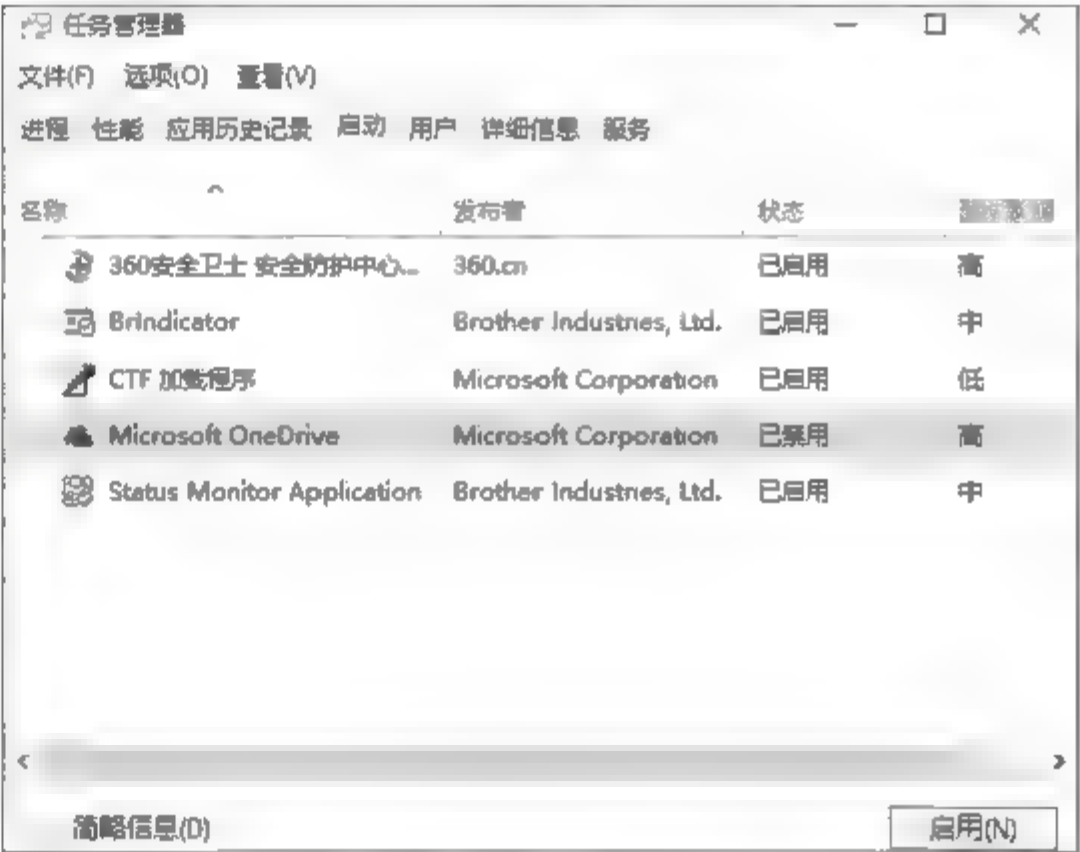 任务管理器
文件(F) 选项(O) 查看(V)
进程 性能 应用历史记录 启动 用户 详细信息 服务
名称 发布者 状态
360安全卫士 安全防护中心... 360.cn 已启用 高
BrIndicator Brother Industries, Ltd. 已启用 中
CTF 加载程序 Microsoft Corporation 已启用 低
Microsoft OneDrive Microsoft Corporation 已禁用 高
Status Monitor Application Brother Industries, Ltd. 已启用 中
简略信息(D) 启用(N)